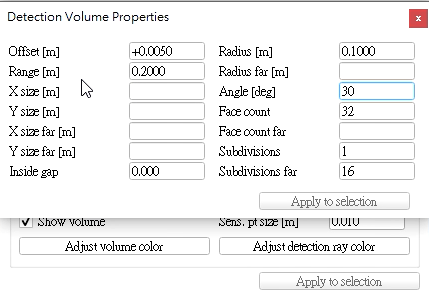 Detection Volume Properties
x
Offset [m] +0.0050 Radius [m] 0.1000
Range [m] 0.2000 Radius far [m]
X size [m] Angle [deg] 30
Y size [m] Face count 32
X size far [m] Face count far
Y size far [m] Subdivisions 1
Inside gap 0.000 Subdivisions far 16
Apply to selection
Show volume Sens. pt size [m] 0.010
Adjust volume color Adjust detection ray color
Apply to selection